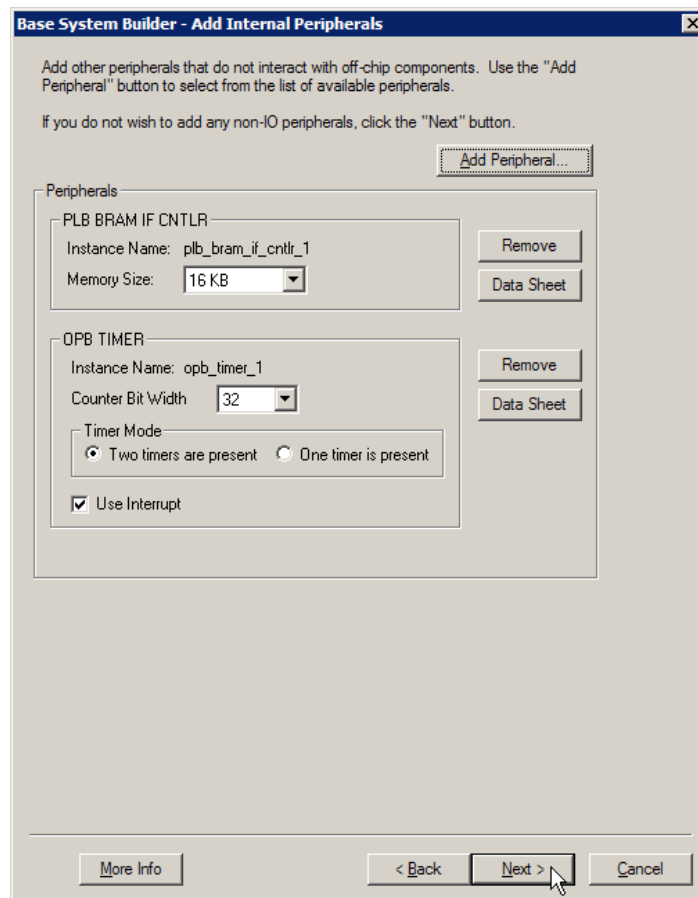 Base System Builder - Add Internal Peripherals
Add other peripherals that do not interact with off-chip components. Use the "Add
Peripheral" button to select from the list of available peripherals.
If you do not wish to add any non-IO peripherals, click the "Next" button.
Add Peripheral...
Peripherals
PLB BRAM IF CNTLR
Instance Name: plb_bram_if_cntlr_1
Remove
Memory Size: 16 KB
Data Sheet
OPB TIMER
Instance Name: opb_timer_1
Remove
Counter Bit Width 32
Data Sheet
Timer Mode
Two timers are present One timer is present
Use Interrupt
More Info < Back Next > Cancel